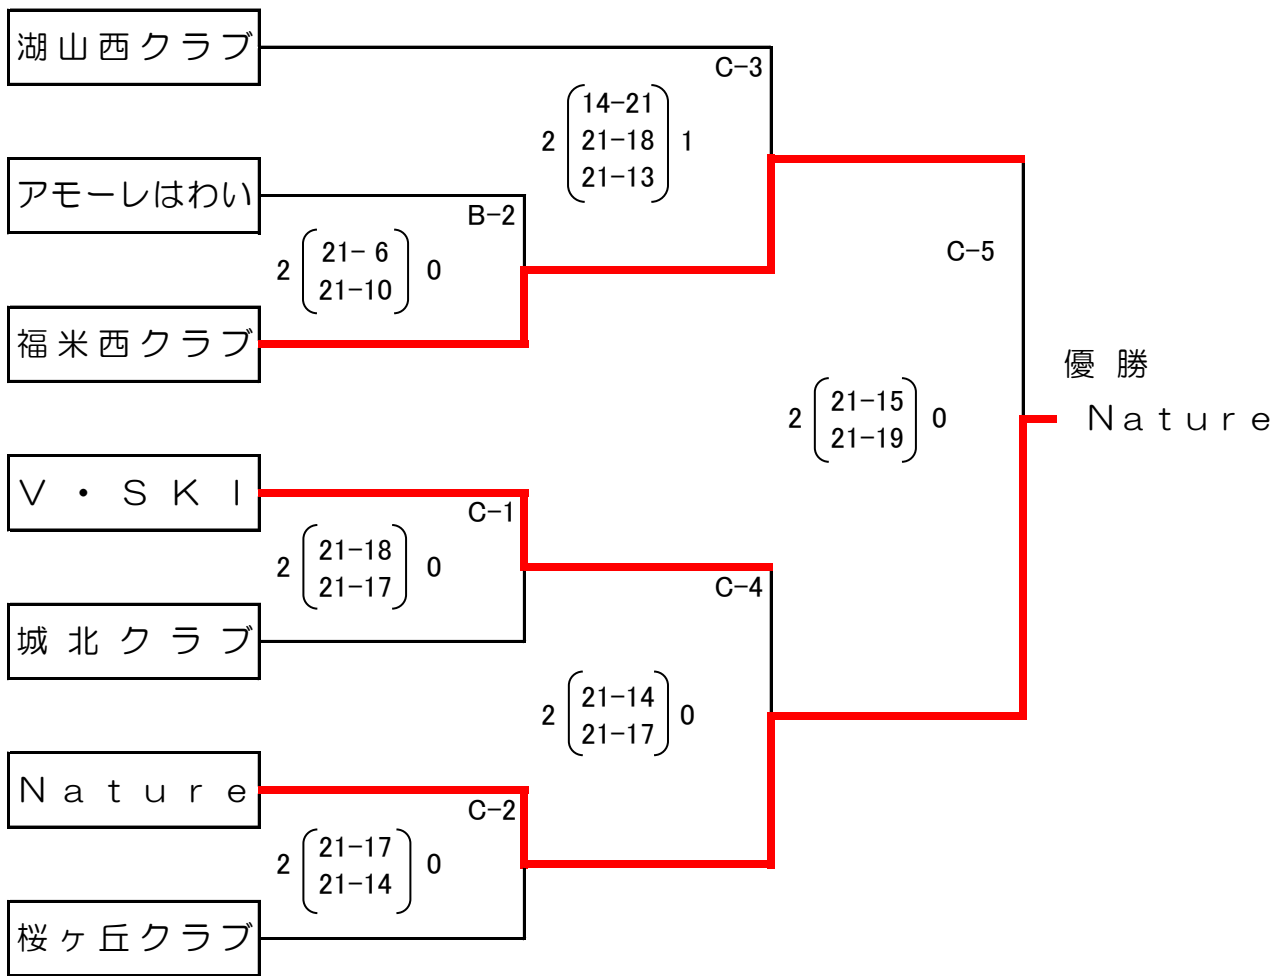 湖山西クラブ
C-3
2 14-21 1
21-18
21-13
アモーレはわい
B-2
2 21- 6 0
21-10
C-5
福米西クラブ
優 勝
Nature
2 21-15 0
21-19
V・SKI
C-1
2 21-18 0
21-17
C-4
城北クラブ
2 21-14 0
21-17
Nature
C-2
2 21-17 0
21-14
桜ヶ丘クラブ